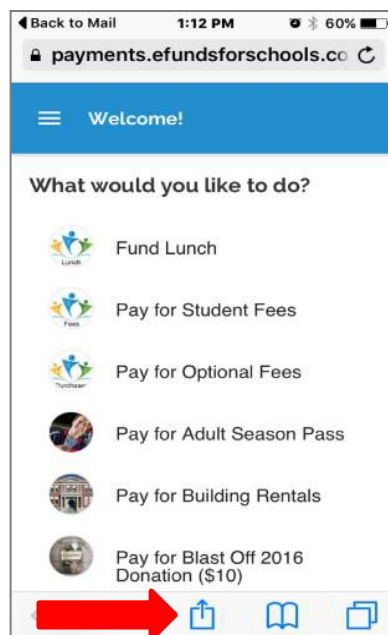 Back to Mail 1:12 PM 60%
payments.efundsforschools.co
Welcome!
What would you like to do?
Lunch
Fund Lunch
Fees
Pay for Student Fees
Purchases
Pay for Optional Fees
Pay for Adult Season Pass
Pay for Building Rentals
Pay for Blast Off 2016
Donation ($10)